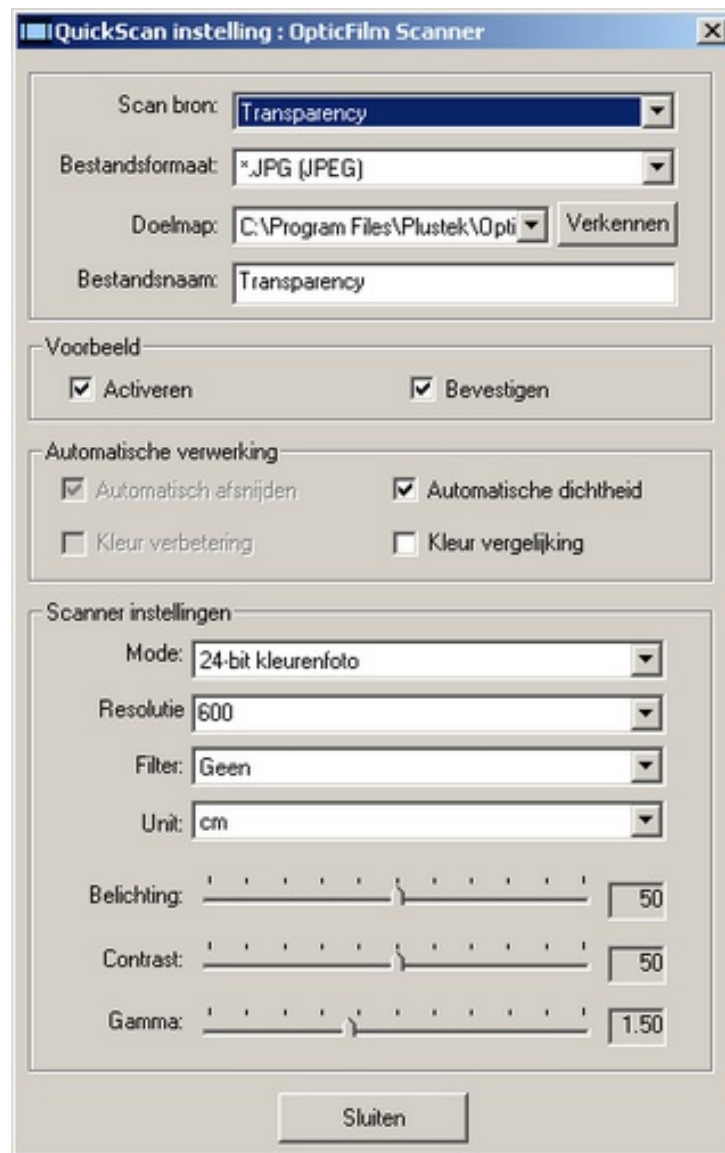 QuickScan instelling : OpticFilm Scanner
Scan bron: Transparency
Bestandsformaat: *.JPG (JPEG)
Doelmap: C:\Program Files\Plustek\Opti Verkennen
Bestandsnaam: Transparency
Voorbeeld
Activeren Bevestigen
Automatische verwerking
Automatisch afsnijden Automatische dichtheid
Kleur verbetering Kleur vergelijking
Scanner instellingen
Mode: 24-bit kleurenfoto
Resolutie 600
Filter: Geen
Unit: cm
Belichting: 50
Contrast: 50
Gamma: 1.50
Sluiten